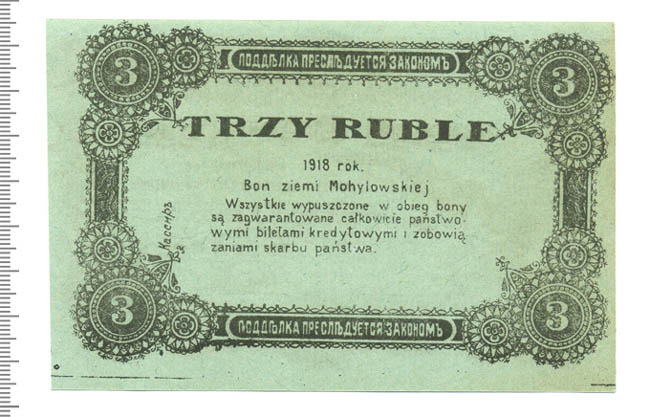 3 ПОДДѢЛКА ПРЕСЛѢДУЕТСЯ ЗАКОНОМЪ 3
TRZY RUBLE
1918 rok.
Bon ziemi Mohylowskiej
Wszystkie wypuszczone w obieg bony
są zagwarantowane całkowicie państwo-
wymi biletami kredytowymi i zobowią
zaniami skarbu państwa.
Кассиръ
3 ПОДДѢЛКА ПРЕСЛѢДУЕТСЯ ЗАКОНОМЪ 3